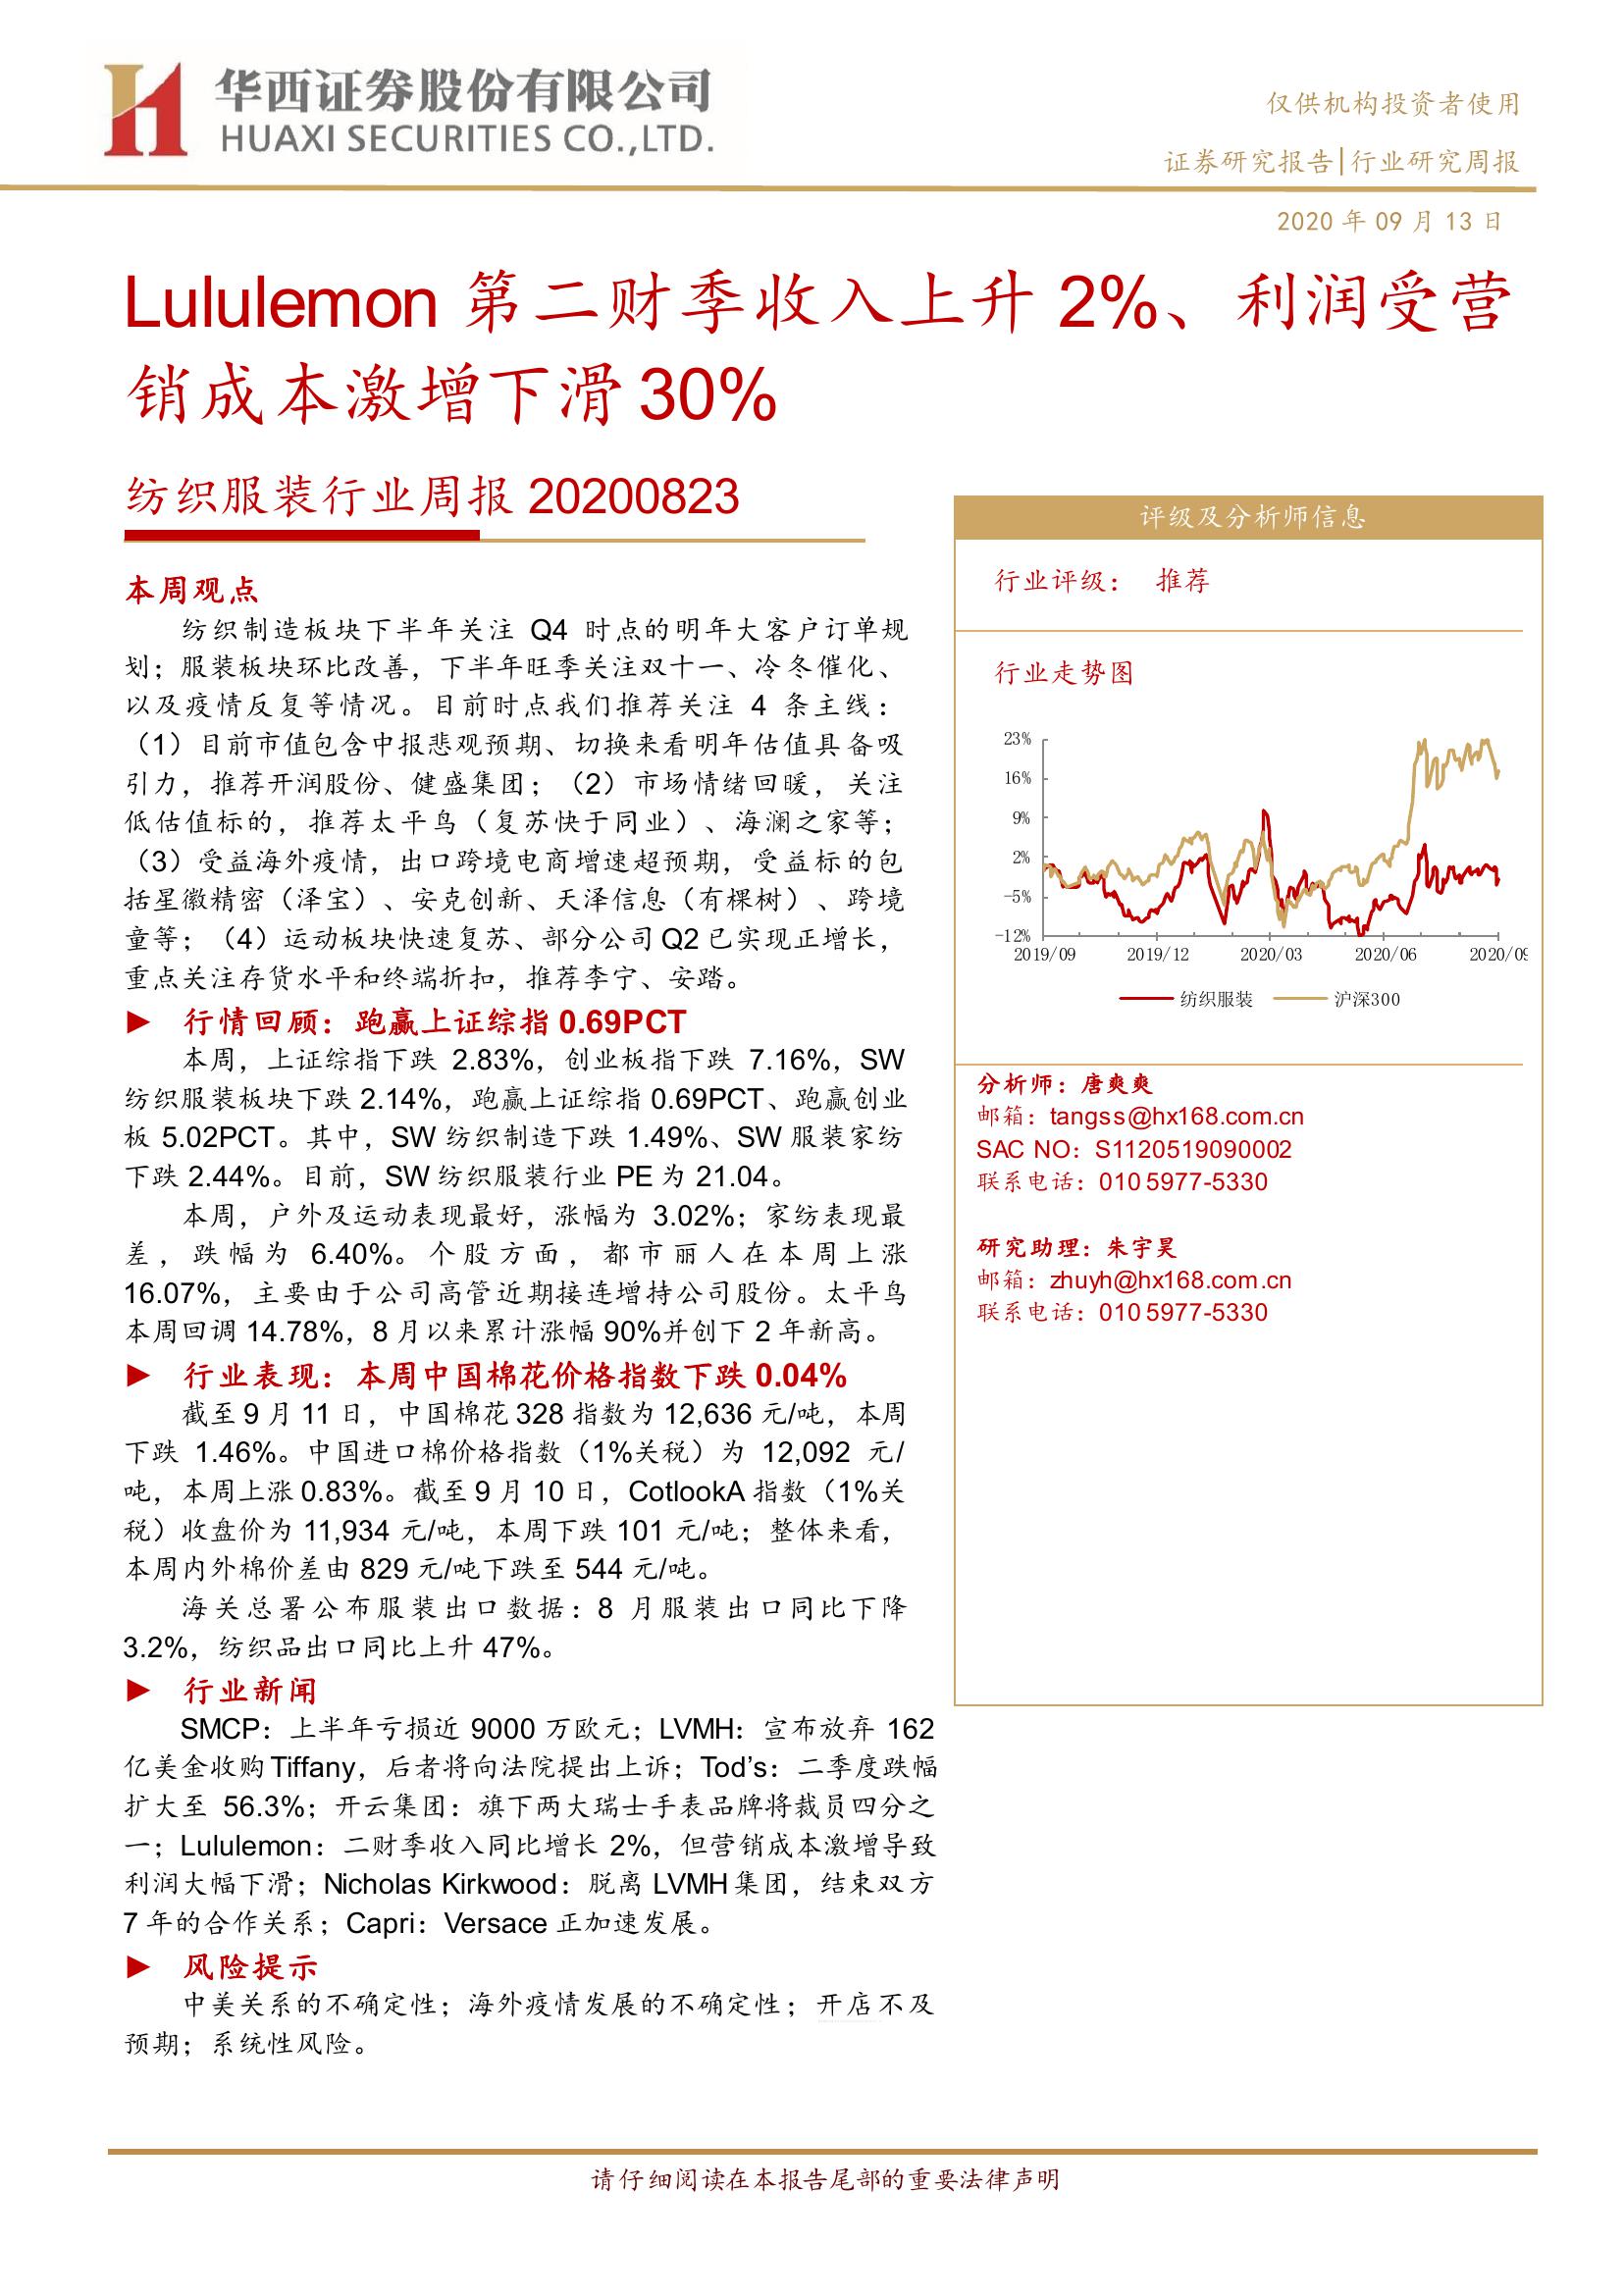 华西证券股份有限公司
HUAXI SECURITIES CO.,LTD.
仅供机构投资者使用
证券研究报告|行业研究周报
2020 年 09 月 13 日
Lululemon 第二财季收入上升 2%、利润受营
销成本激增下滑 30%
纺织服装行业周报 20200823
本周观点
纺织制造板块下半年关注 Q4 时点的明年大客户订单规
划；服装板块环比改善，下半年旺季关注双十一、冷冬催化、
以及疫情反复等情况。目前时点我们推荐关注 4 条主线：
（1）目前市值包含中报悲观预期、切换来看明年估值具备吸
引力，推荐开润股份、健盛集团；（2）市场情绪回暖，关注
低估值标的，推荐太平鸟（复苏快于同业）、海澜之家等；
（3）受益海外疫情，出口跨境电商增速超预期，受益标的包
括星徽精密（泽宝）、安克创新、天泽信息（有棵树）、跨境
童等；（4）运动板块快速复苏、部分公司 Q2 已实现正增长，
重点关注存货水平和终端折扣，推荐李宁、安踏。
► 行情回顾：跑赢上证综指 0.69PCT
本周，上证综指下跌 2.83%，创业板指下跌 7.16%，SW
纺织服装板块下跌 2.14%，跑赢上证综指 0.69PCT、跑赢创业
板 5.02PCT。其中，SW 纺织制造下跌 1.49%、SW 服装家纺
下跌 2.44%。目前，SW 纺织服装行业 PE 为 21.04。
本周，户外及运动表现最好，涨幅为 3.02%；家纺表现最
差，跌幅为 6.40%。个股方面，都市丽人在本周上涨
16.07%，主要由于公司高管近期接连增持公司股份。太平鸟
本周回调 14.78%，8 月以来累计涨幅 90%并创下 2 年新高。
► 行业表现：本周中国棉花价格指数下跌 0.04%
截至 9 月 11 日，中国棉花 328 指数为 12,636 元/吨，本周
下跌 1.46%。中国进口棉价格指数（1%关税）为 12,092 元/
吨，本周上涨 0.83%。截至 9 月 10 日，CotlookA 指数（1%关
税）收盘价为 11,934 元/吨，本周下跌 101 元/吨；整体来看，
本周内外棉价差由 829 元/吨下跌至 544 元/吨。
海关总署公布服装出口数据：8 月服装出口同比下降
3.2%，纺织品出口同比上升 47%。
► 行业新闻
SMCP：上半年亏损近 9000 万欧元；LVMH：宣布放弃 162
亿美金收购 Tiffany，后者将向法院提出上诉；Tod’s：二季度跌幅
扩大至 56.3%；开云集团：旗下两大瑞士手表品牌将裁员四分之
一；Lululemon：二财季收入同比增长 2%，但营销成本激增导致
利润大幅下滑；Nicholas Kirkwood：脱离 LVMH 集团，结束双方
7 年的合作关系；Capri：Versace 正加速发展。
► 风险提示
中美关系的不确定性；海外疫情发展的不确定性；开店不及
预期；系统性风险。
评级及分析师信息
行业评级： 推荐
行业走势图
23%
16%
9%
2%
-5%
-12%
2019/09 2019/12 2020/03 2020/06 2020/09
纺织服装 沪深300
分析师：唐爽爽
邮箱：tangss@hx168.com.cn
SAC NO：S1120519090002
联系电话：010 5977-5330
研究助理：朱宇昊
邮箱：zhuyh@hx168.com.cn
联系电话：010 5977-5330
请仔细阅读在本报告尾部的重要法律声明